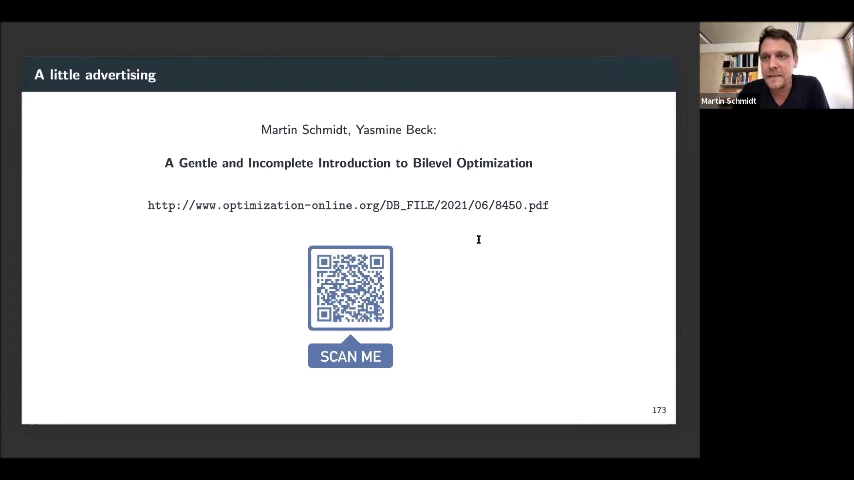 A little advertising
Martin Schmidt
Martin Schmidt, Yasmine Beck:
A Gentle and Incomplete Introduction to Bilevel Optimization
http://www.optimization-online.org/DB_FILE/2021/06/8450.pdf
SCAN ME
173